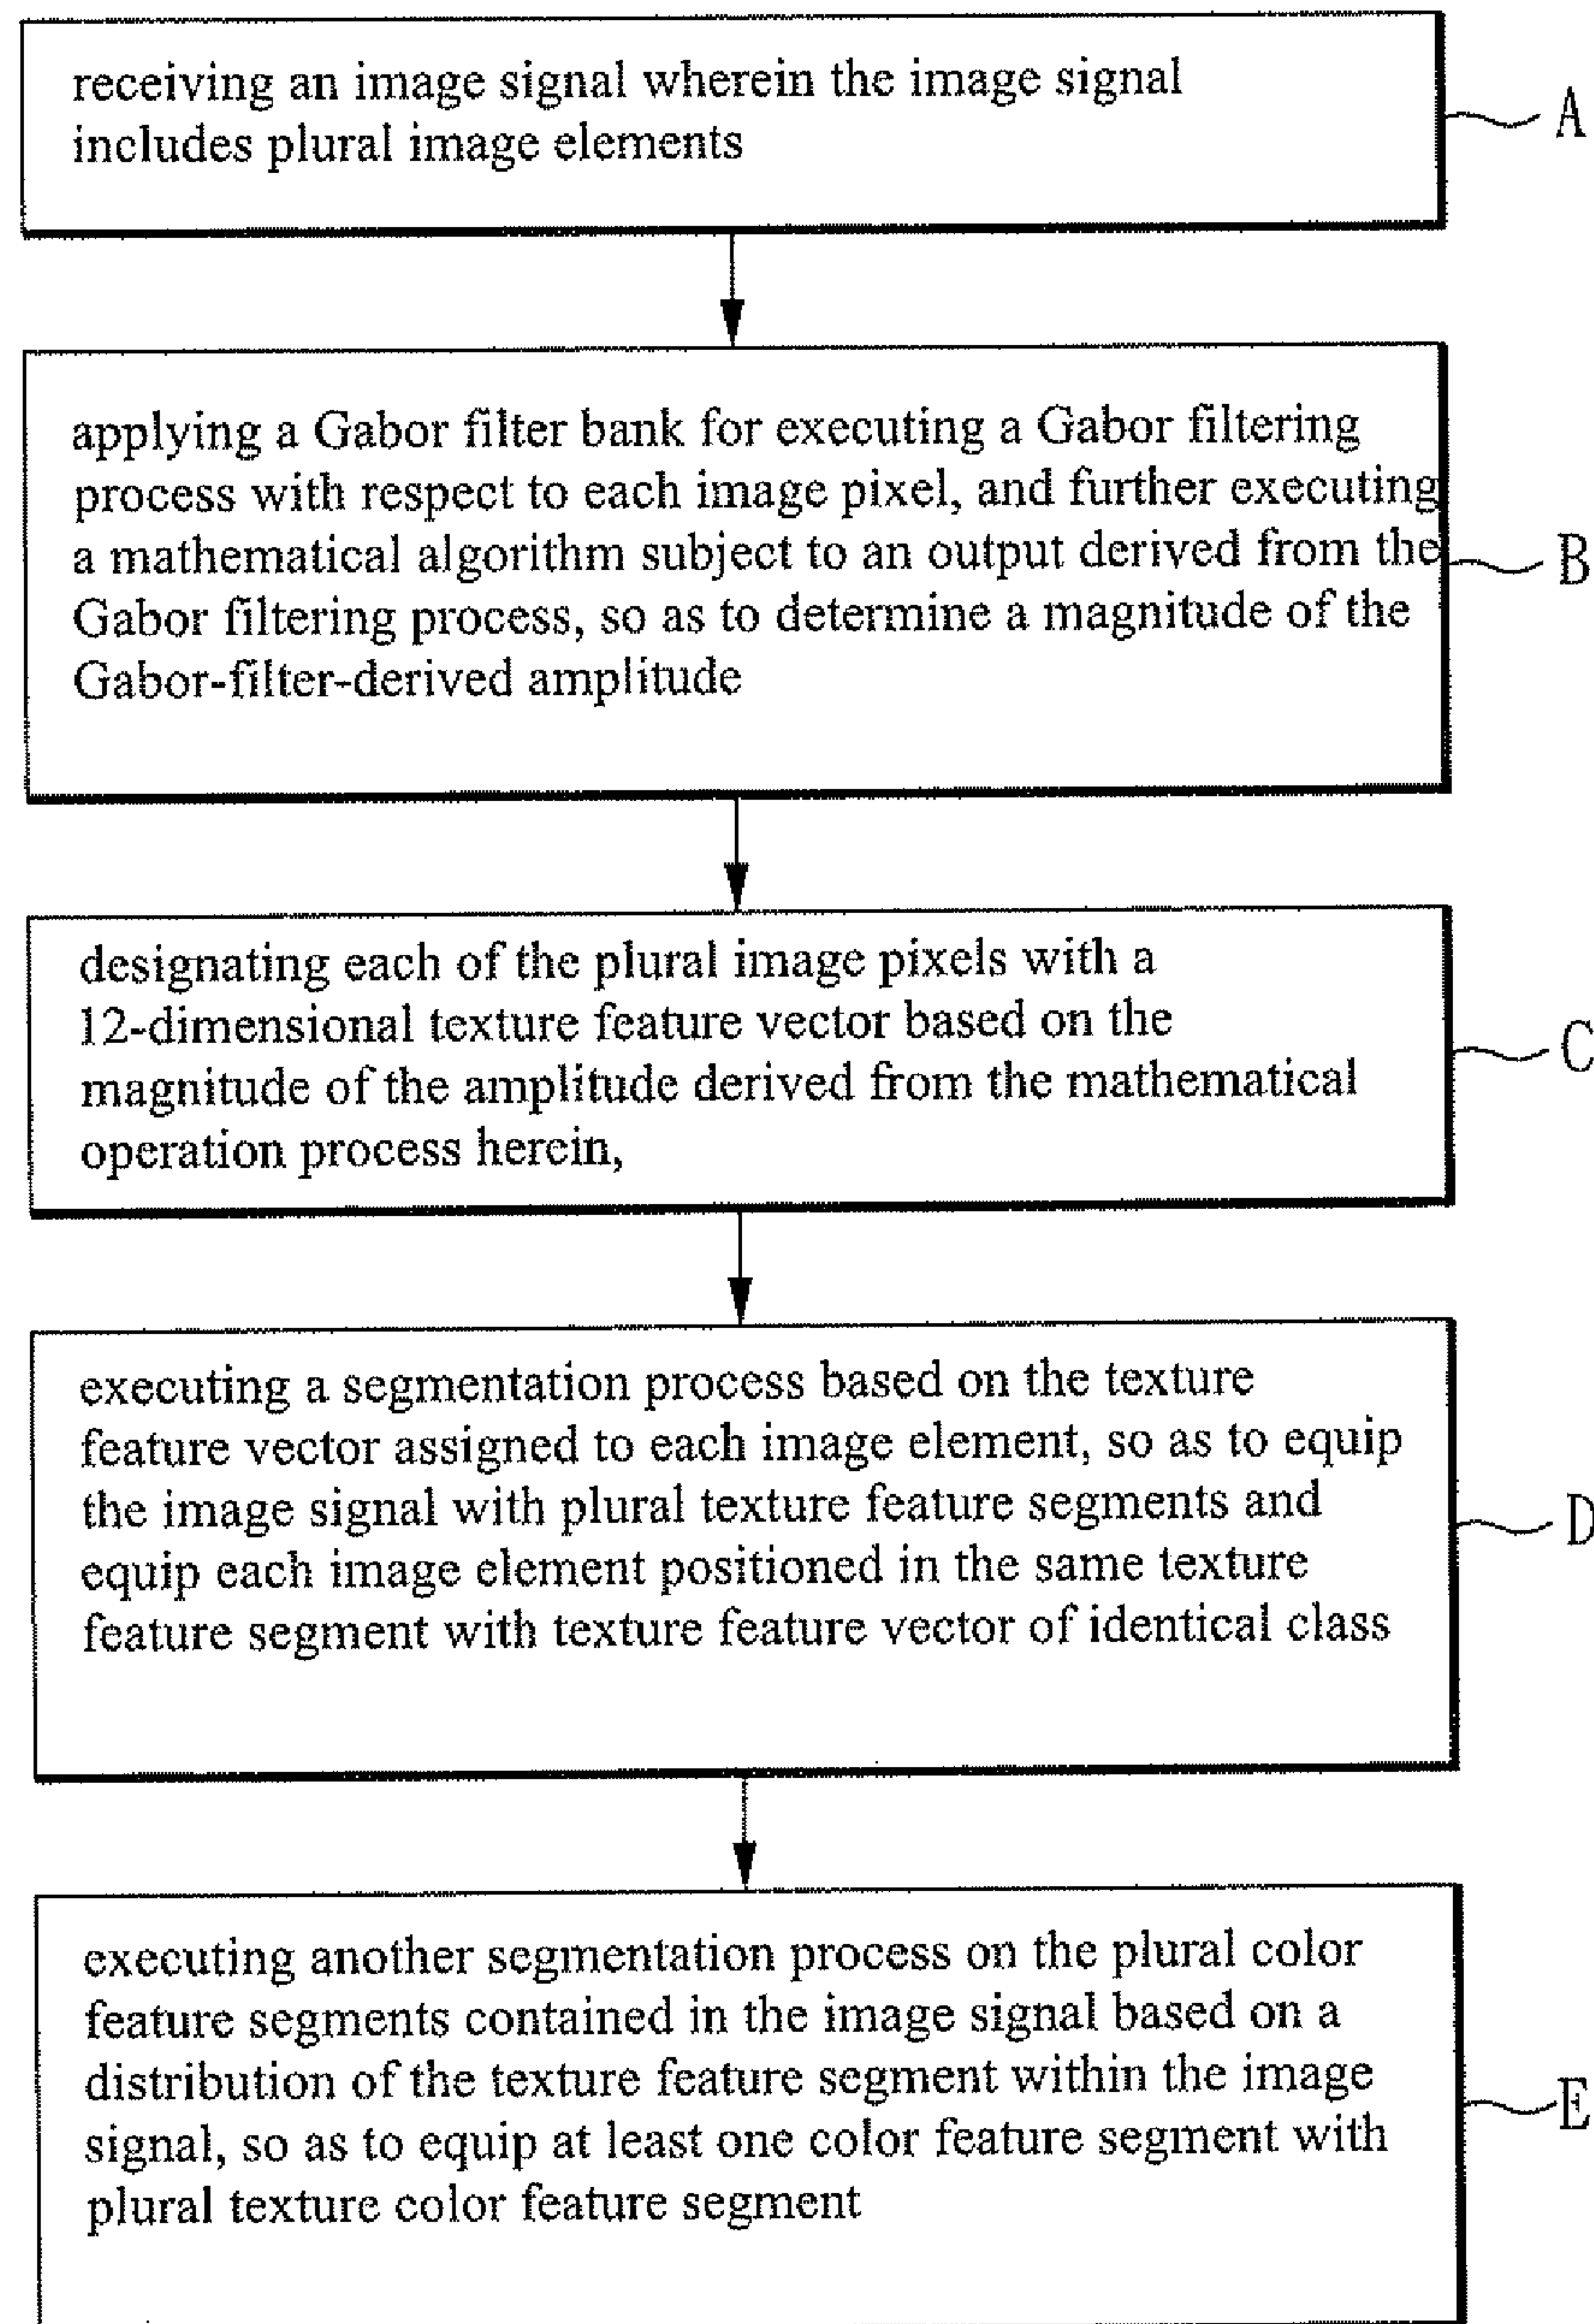 receiving an image signal wherein the image signal
includes plural image elements
A
applying a Gabor filter bank for executing a Gabor filtering
process with respect to each image pixel, and further executing
a mathematical algorithm subject to an output derived from the
Gabor filtering process, so as to determine a magnitude of the
Gabor-filter-derived amplitude
B
designating each of the plural image pixels with a
12-dimensional texture feature vector based on the
magnitude of the amplitude derived from the mathematical
operation process herein,
C
executing a segmentation process based on the texture
feature vector assigned to each image element, so as to equip
the image signal with plural texture feature segments and
equip each image element positioned in the same texture
feature segment with texture feature vector of identical class
D
executing another segmentation process on the plural color
feature segments contained in the image signal based on a
distribution of the texture feature segment within the image
signal, so as to equip at least one color feature segment with
plural texture color feature segment
E